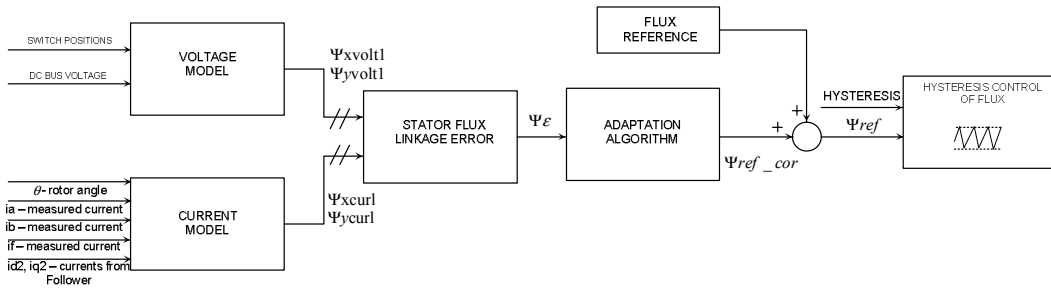 FLUX
REFERENCE
SWITCH POSITIONS
DC BUS VOLTAGE
VOLTAGE
MODEL
Ψxvolt1
Ψyvolt1
STATOR FLUX
LINKAGE ERROR
Ψε
ADAPTATION
ALGORITHM
+
+
Ψref_cor
HYSTERESIS
Ψref
HYSTERESIS CONTROL
OF FLUX
θ- rotor angle
ia – measured current
ib – measured current
if – measured current
id2, iq2 – currents from
Follower
CURRENT
MODEL
Ψxcurl
Ψycurl